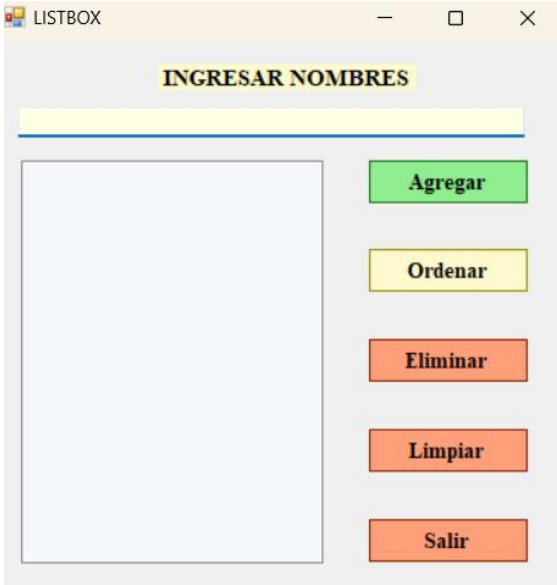 LISTBOX
INGRESAR NOMBRES
Agregar
Ordenar
Eliminar
Limpiar
Salir